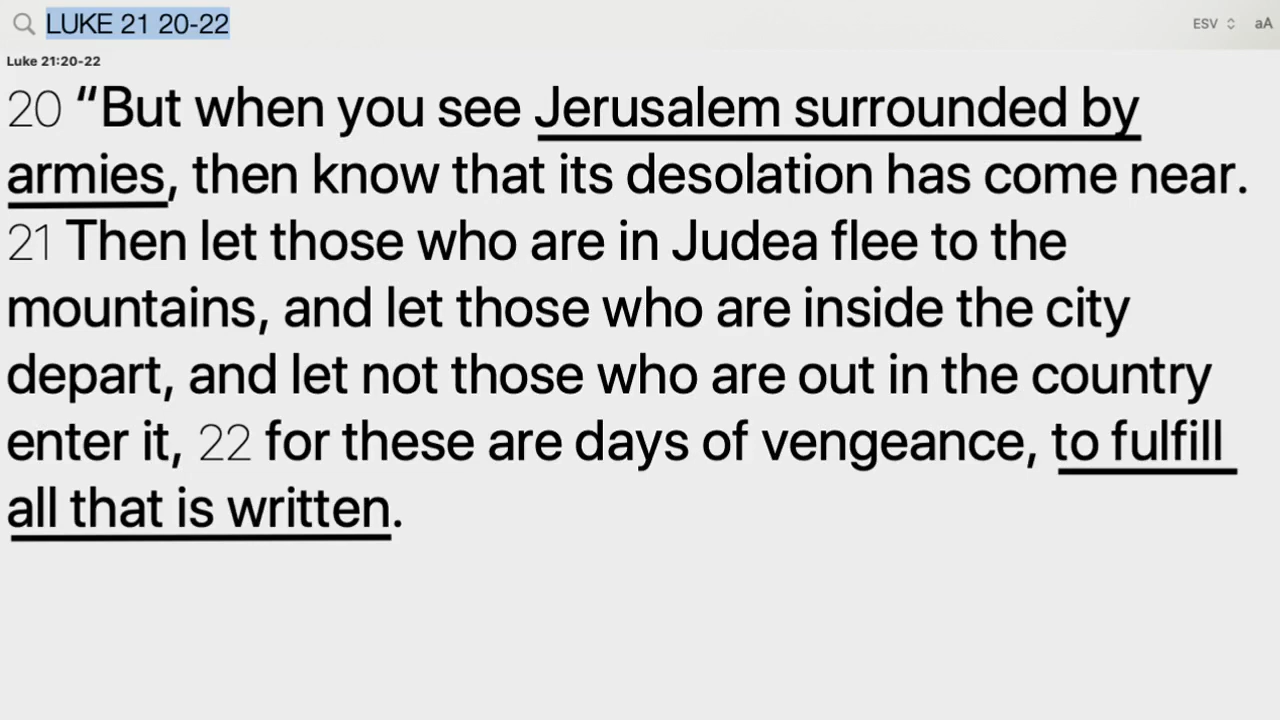 LUKE 21 20-22
ESV
aA
Luke 21:20-22
20 “But when you see Jerusalem surrounded by
armies, then know that its desolation has come near.
21 Then let those who are in Judea flee to the
mountains, and let those who are inside the city
depart, and let not those who are out in the country
enter it, 22 for these are days of vengeance, to fulfill
all that is written.